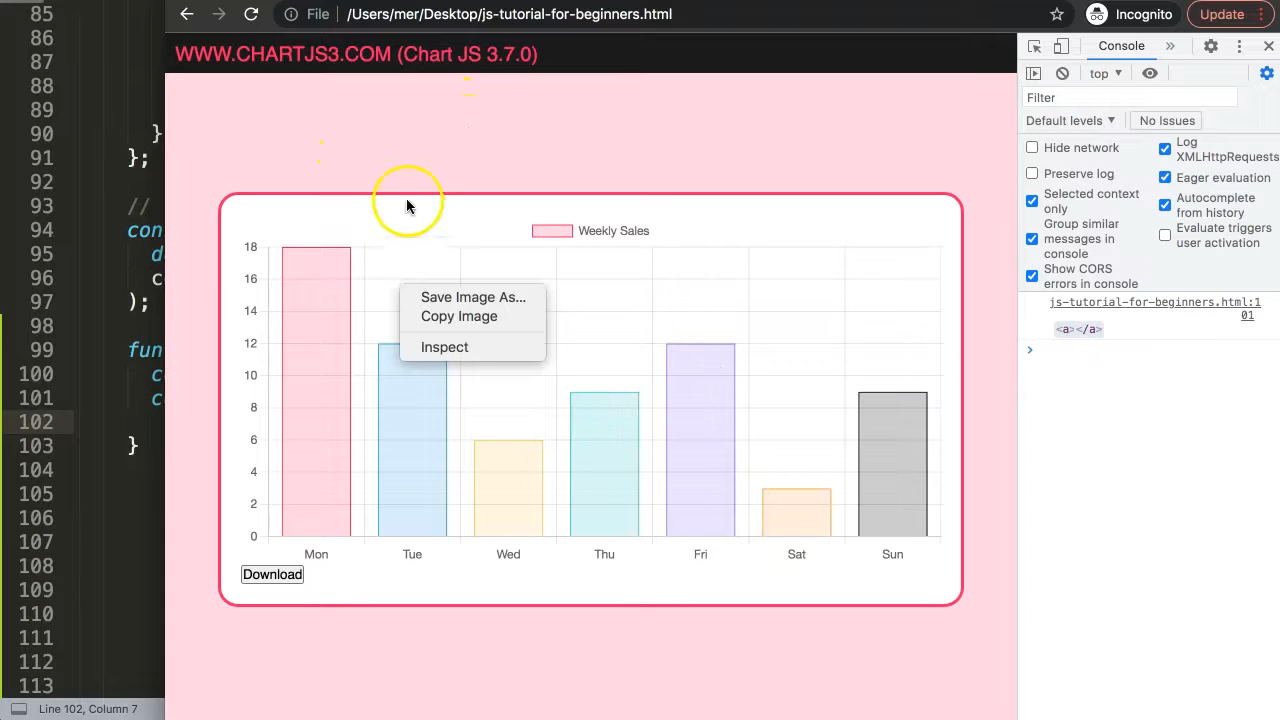 85
86
87
88
89
90 }
91 };
92
93 //
94 con
95 d
96 c
97 );
98
99 fun
100 c
101 c
102
103 }
104
105
106
107
108
109
110
111
112
113
Line 102, Column 7
File /Users/mer/Desktop/js-tutorial-for-beginners.html
Incognito
Update
WWW.CHARTJS3.COM (Chart JS 3.7.0)
Weekly Sales
18
16
14
12
10
8
6
4
2
0
Mon Tue Wed Thu Fri Sat Sun
Save Image As...
Copy Image
Inspect
Download
Console
top
Filter
Default levels
No Issues
Hide network
Preserve log
Selected context
only
Group similar
messages in
console
Show CORS
errors in console
Log
XMLHttpRequests
Eager evaluation
Autocomplete
from history
Evaluate triggers
user activation
js-tutorial-for-beginners.html:1
01
<a></a>